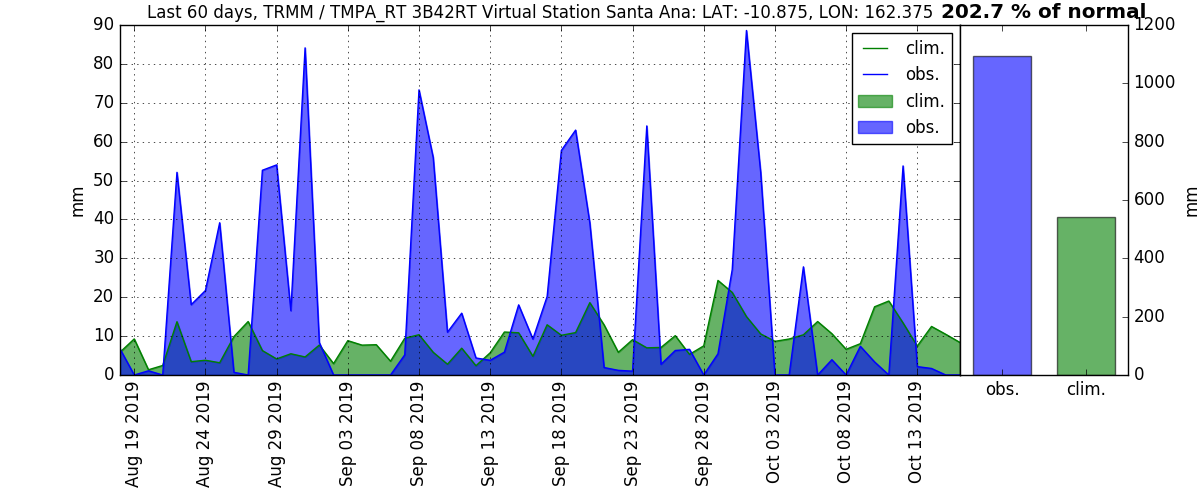 Last 60 days, TRMM / TMPA_RT 3B42RT Virtual Station Santa Ana: LAT: -10.875, LON: 162.375 202.7 % of normal
90
80
70
60
50
40
30
20
10
0
mm
clim.
obs.
clim.
obs.
1200
1000
800
600
400
200
0
mm
obs.
clim.
Aug 19 2019
Aug 24 2019
Aug 29 2019
Sep 03 2019
Sep 08 2019
Sep 13 2019
Sep 18 2019
Sep 23 2019
Sep 28 2019
Oct 03 2019
Oct 08 2019
Oct 13 2019